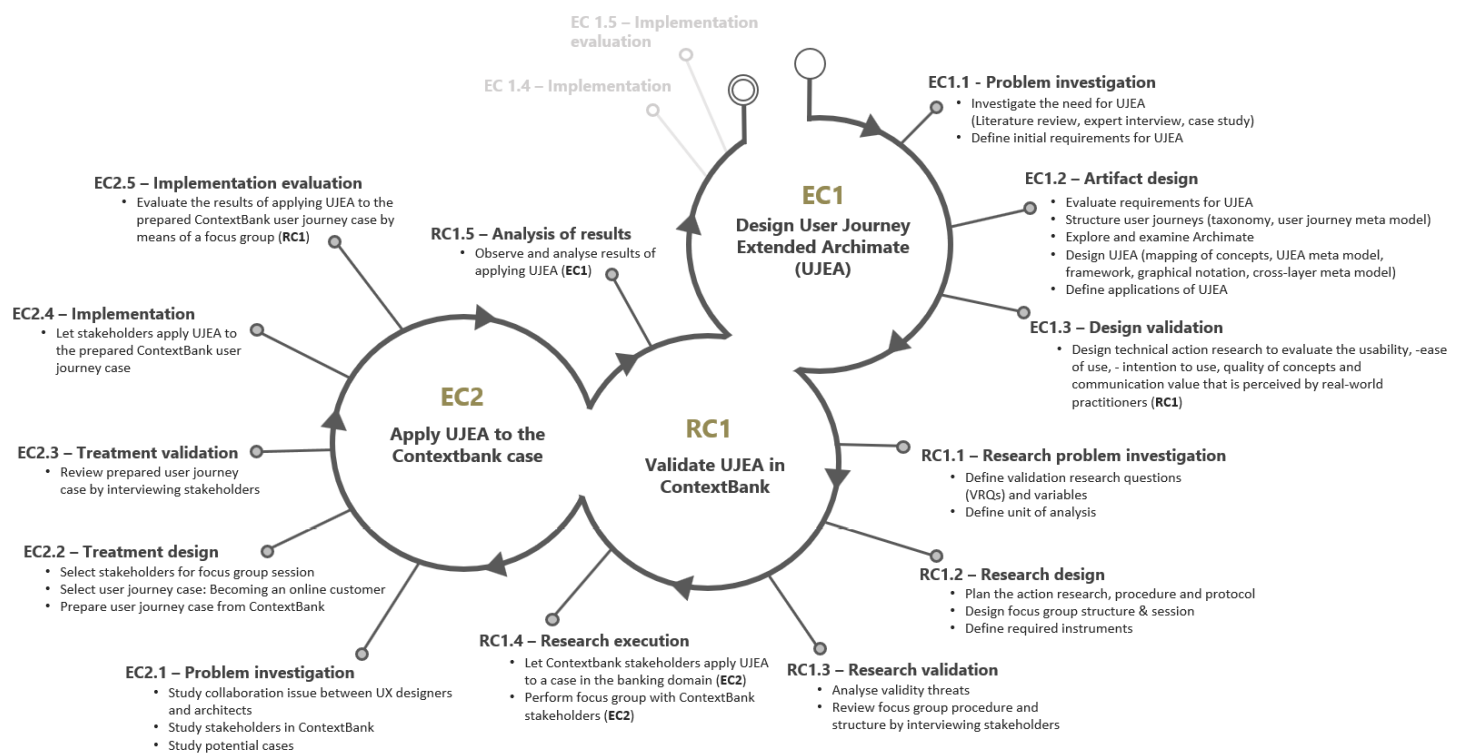 EC 1.5 – Implementation
evaluation
EC 1.4 – Implementation
EC1
Design User Journey
Extended Archimate
(UJEA)
EC1.1 - Problem investigation
• Investigate the need for UJEA
(Literature review, expert interview, case study)
• Define initial requirements for UJEA
EC1.2 – Artifact design
• Evaluate requirements for UJEA
• Structure user journeys (taxonomy, user journey meta model)
• Explore and examine Archimate
• Design UJEA (mapping of concepts, UJEA meta model,
framework, graphical notation, cross-layer meta model)
• Define applications of UJEA
EC1.3 – Design validation
• Design technical action research to evaluate the usability, -ease
of use, - intention to use, quality of concepts and
communication value that is perceived by real-world
practitioners (RC1)
RC1
Validate UJEA in
ContextBank
RC1.1 – Research problem investigation
• Define validation research questions
(VRQs) and variables
• Define unit of analysis
RC1.2 – Research design
• Plan the action research, procedure and protocol
• Design focus group structure & session
• Define required instruments
RC1.3 – Research validation
• Analyse validity threats
• Review focus group procedure and
structure by interviewing stakeholders
RC1.4 – Research execution
• Let Contextbank stakeholders apply UJEA
to a case in the banking domain (EC2)
• Perform focus group with ContextBank
stakeholders (EC2)
EC2
Apply UJEA to the
Contextbank case
EC2.1 – Problem investigation
• Study collaboration issue between UX designers
and architects
• Study stakeholders in ContextBank
• Study potential cases
EC2.2 – Treatment design
• Select stakeholders for focus group session
• Select user journey case: Becoming an online customer
• Prepare user journey case from ContextBank
EC2.3 – Treatment validation
• Review prepared user journey
case by interviewing stakeholders
EC2.4 – Implementation
• Let stakeholders apply UJEA to
the prepared ContextBank user
journey case
EC2.5 – Implementation evaluation
• Evaluate the results of applying UJEA to the
prepared ContextBank user journey case by
means of a focus group (RC1)
RC1.5 – Analysis of results
• Observe and analyse results of
applying UJEA (EC1)